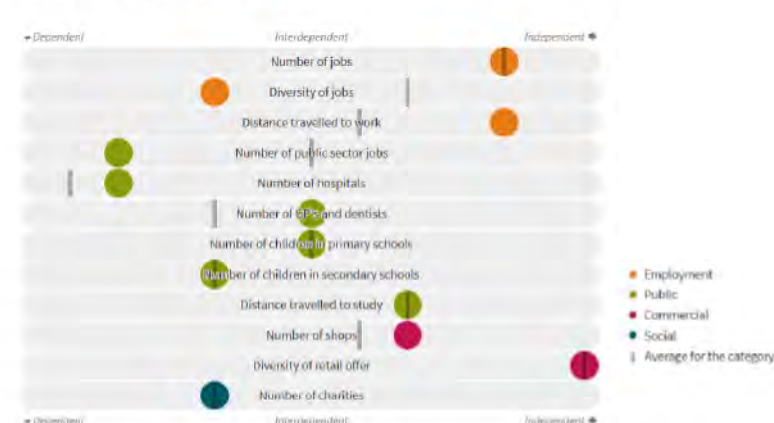 ← Dependent Interdependent Independent →
Number of jobs
Diversity of jobs
Distance travelled to work
Number of public sector jobs
Number of hospitals
Number of GP's and dentists
Number of children in primary schools
Number of children in secondary schools
Distance travelled to study
Number of shops
Diversity of retail offer
Number of charities
← Dependent Interdependent Independent →
Employment
Public
Commercial
Social
Average for the category